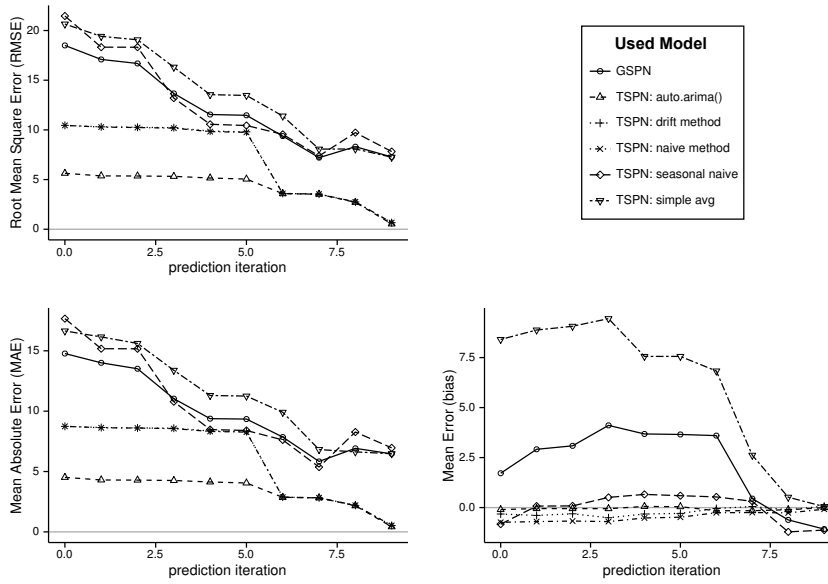 Root Mean Square Error (RMSE)
20
15
10
5
0
0.0
2.5
5.0
7.5
prediction iteration
Used Model
GSPN
TSPN: auto.arima()
TSPN: drift method
TSPN: naive method
TSPN: seasonal naive
TSPN: simple avg
Mean Absolute Error (MAE)
15
10
5
0
0.0
2.5
5.0
7.5
prediction iteration
Mean Error (bias)
7.5
5.0
2.5
0.0
0.0
2.5
5.0
7.5
prediction iteration